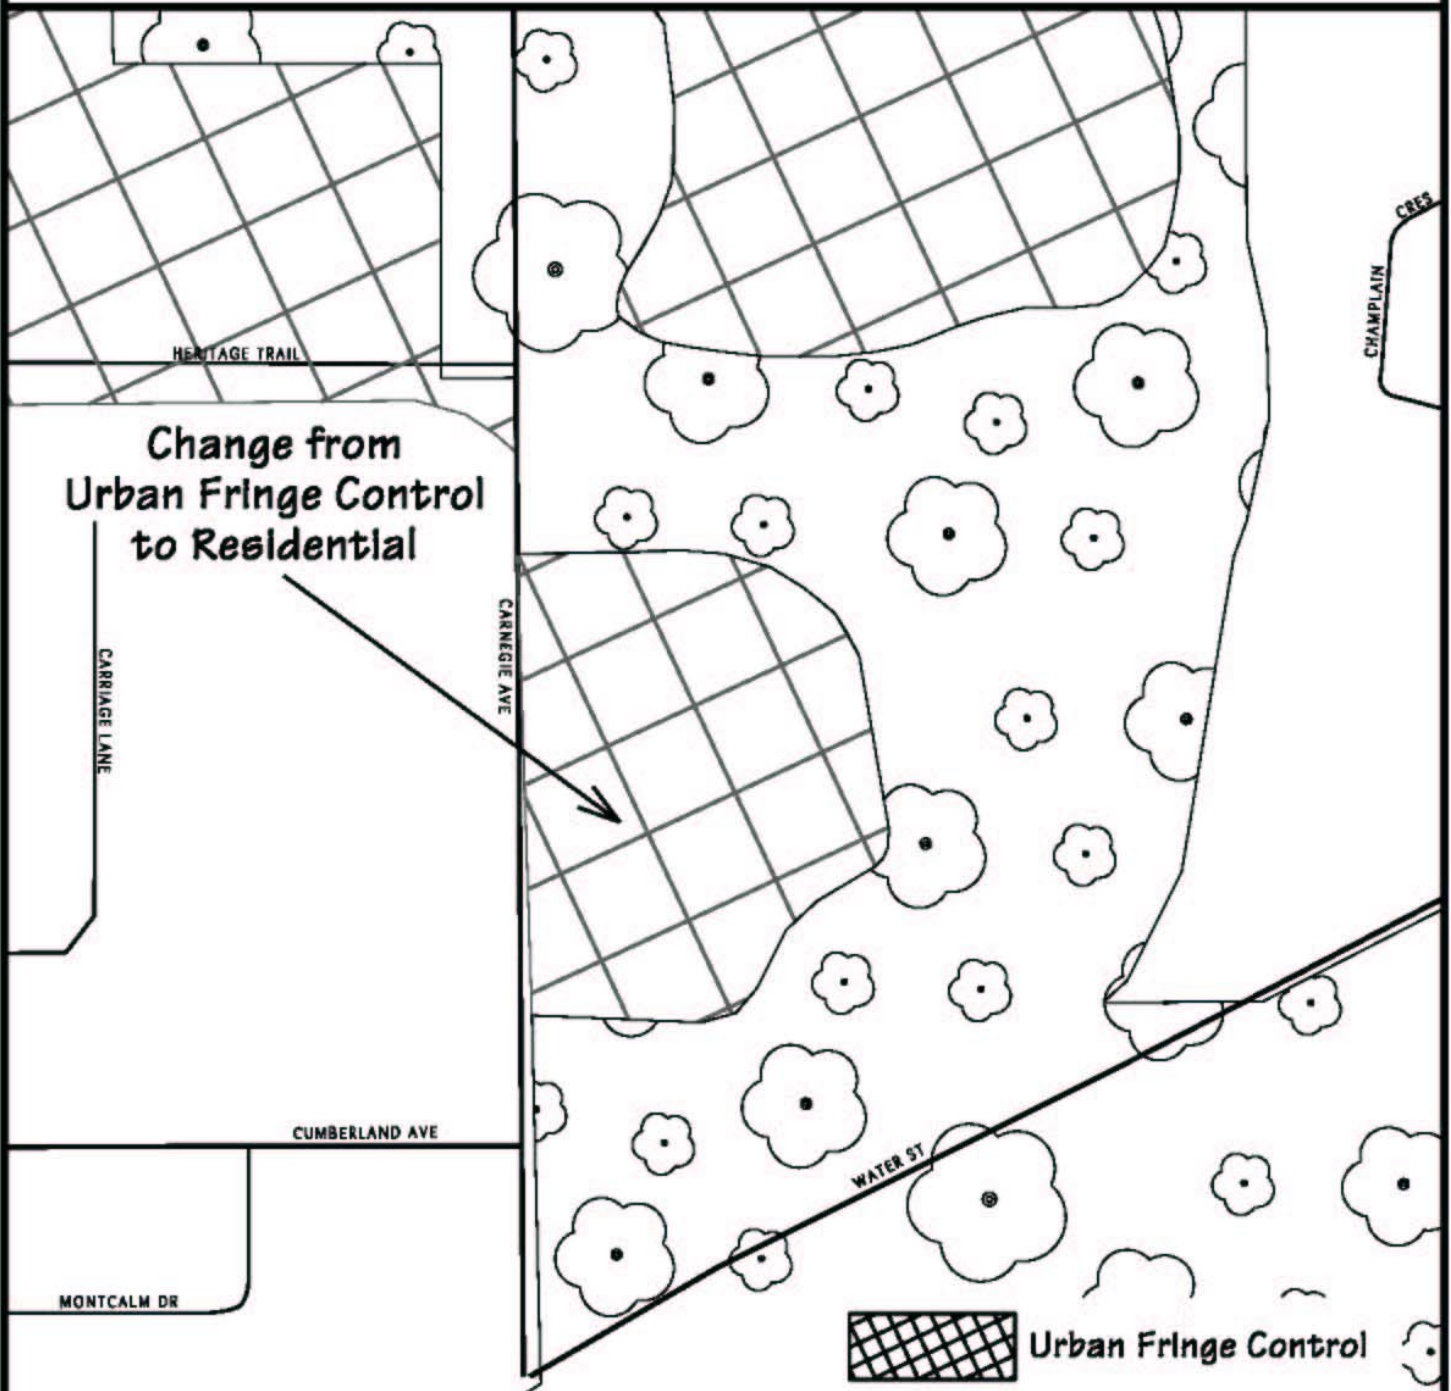 CRES
CHAMPLAIN
HERITAGE TRAIL
Change from
Urban Fringe Control
to Residential
CARNEGIE AVE
CARRIAGE LANE
CUMBERLAND AVE
WATER ST
MONTCALM DR
Urban Fringe Control